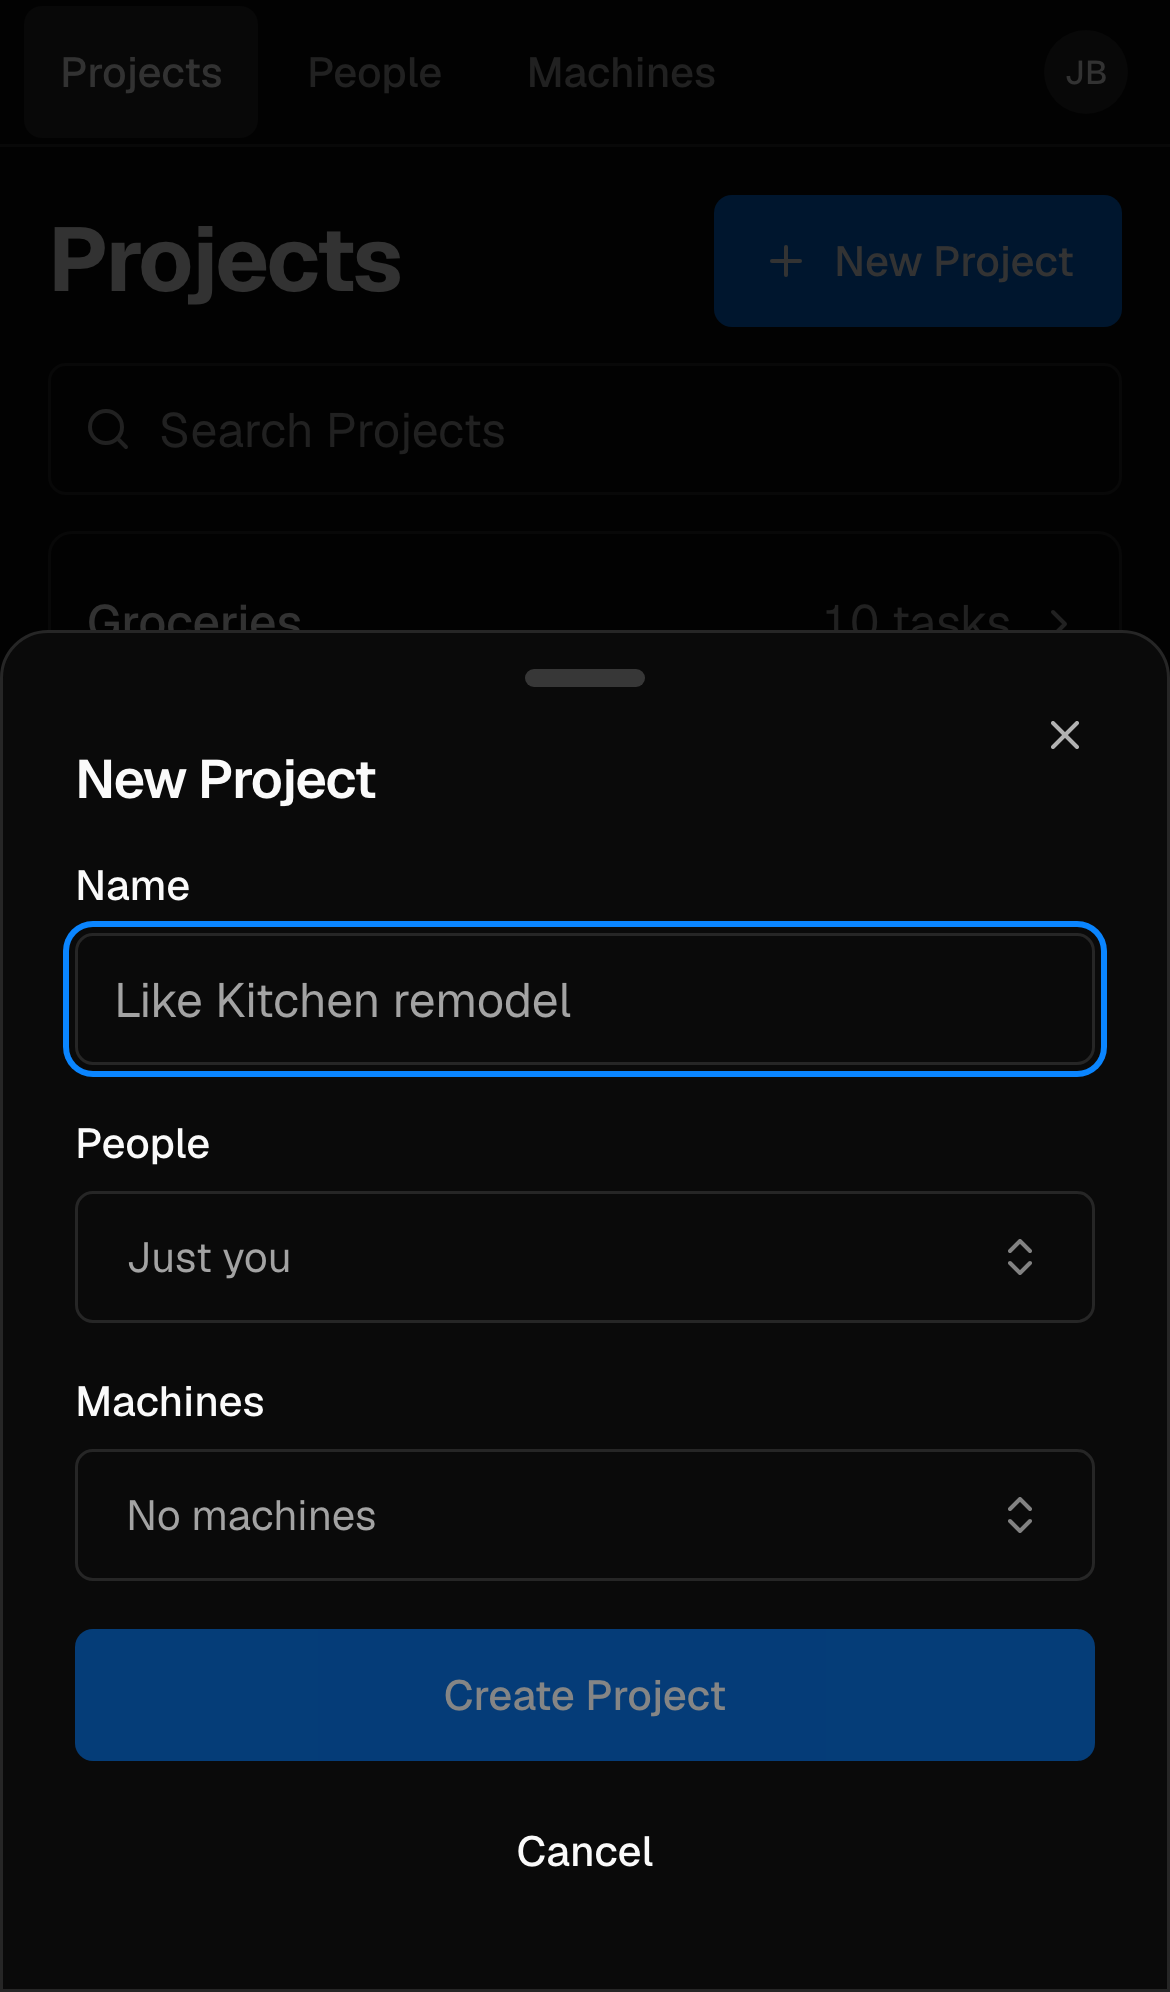 Projects People Machines JB
Projects
New Project
Search Projects
Groceries 10 tasks
New Project
Name
Like Kitchen remodel
People
Just you
Machines
No machines
Create Project
Cancel